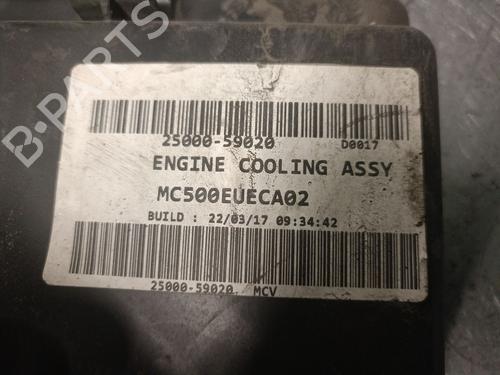 B-PARTS
25000-59020 D0017
ENGINE COOLING ASSY
MC500EUECA02
BUILD : 22/03/17 09:34:42
25000-59020 MCV